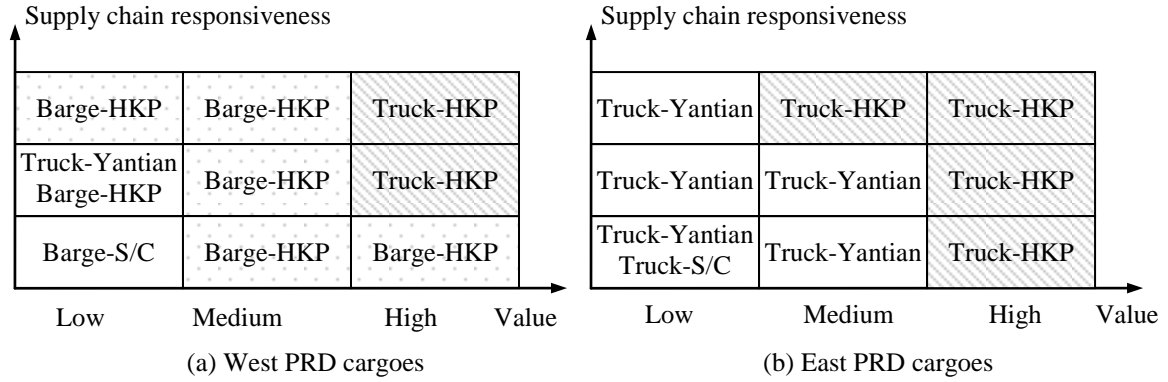 Supply chain responsiveness
Barge-HKP Barge-HKP Truck-HKP
Truck-Yantian
Barge-HKP
Barge-HKP Truck-HKP
Barge-S/C Barge-HKP Barge-HKP
Low Medium High Value
(a) West PRD cargoes
Supply chain responsiveness
Truck-Yantian Truck-HKP Truck-HKP
Truck-Yantian Truck-Yantian Truck-HKP
Truck-Yantian
Truck-S/C
Truck-Yantian Truck-HKP
Low Medium High Value
(b) East PRD cargoes